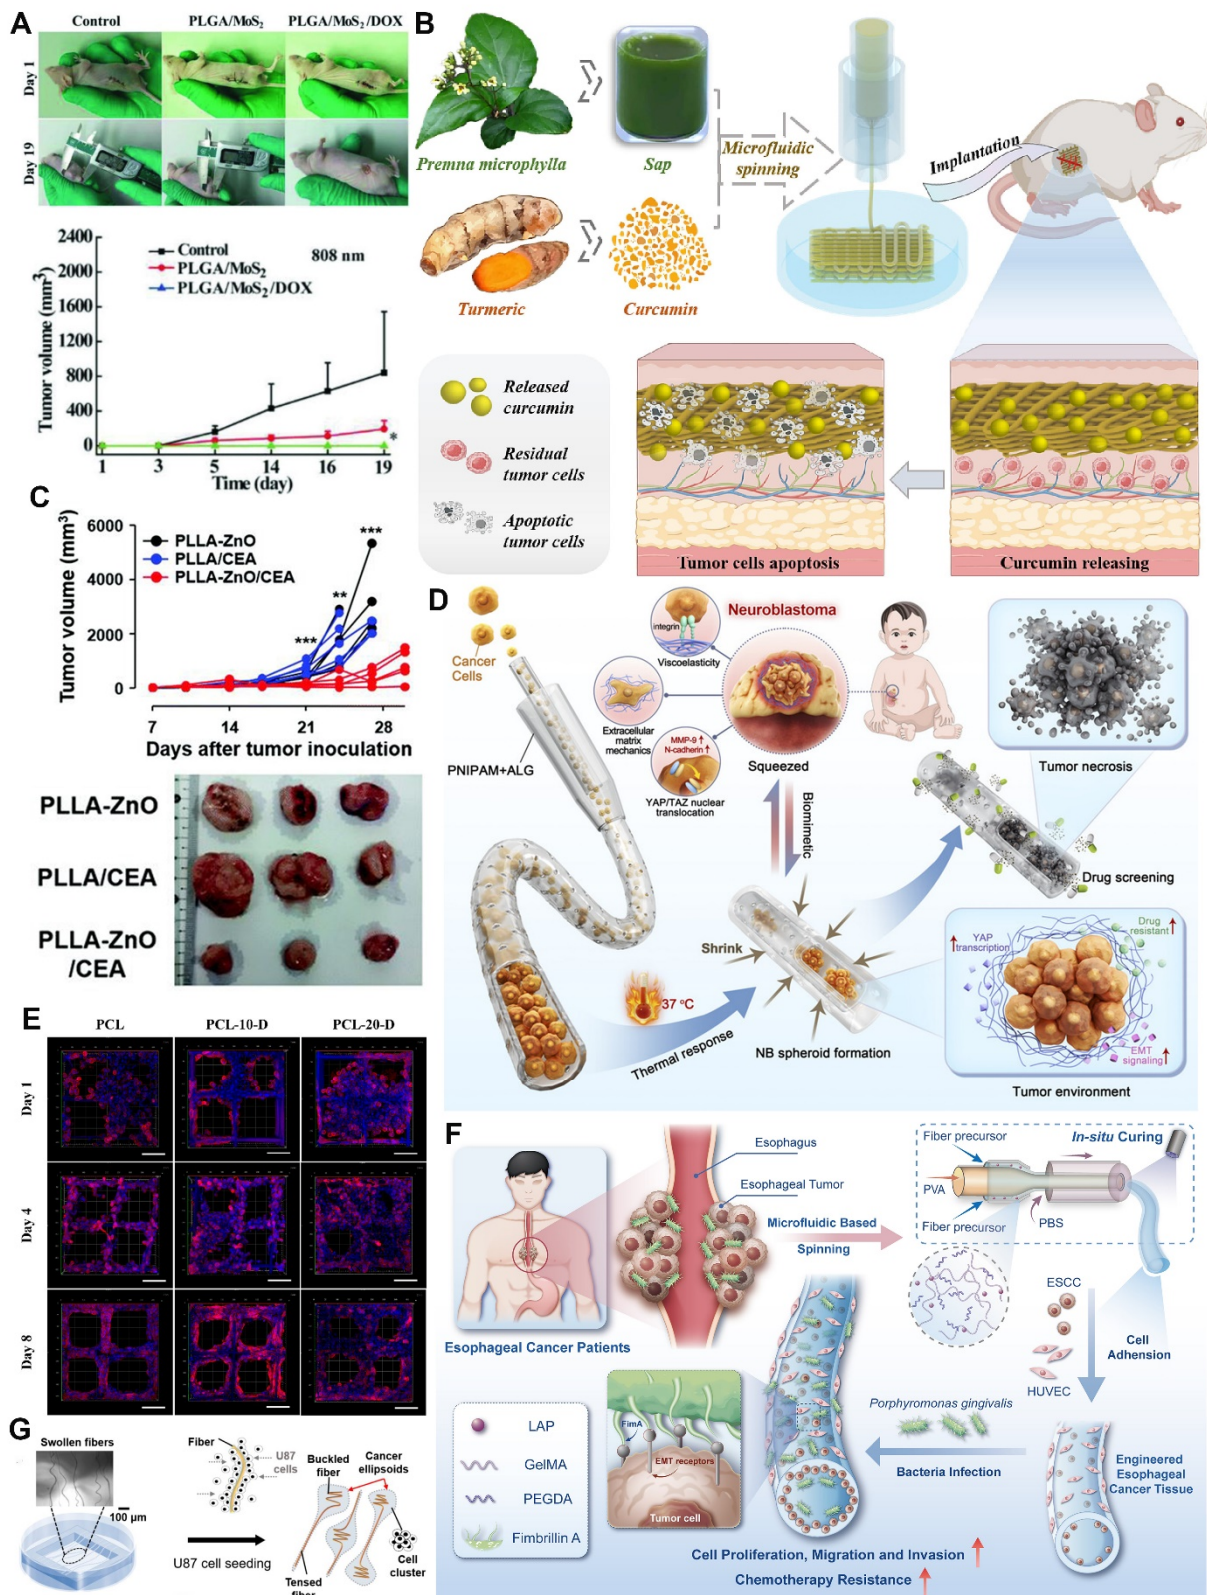 A
Control
PLGA/MoS2
PLGA/MoS2/DOX
Day 1
Day 19
2400
2000
1600
1200
800
400
0
Tumor volume (mm3)
Control
808 nm
PLGA/MoS2
PLGA/MoS2/DOX
*
1 3 5 14 16 19
Time (day)
B
Premna microphylla
Sap
Microfluidic
spinning
Implantation
Turmeric
Curcumin
Released
curcumin
Residual
tumor cells
Apoptotic
tumor cells
Tumor cells apoptosis
Curcumin releasing
C
6000
4000
2000
0
Tumor volume (mm3)
PLLA-ZnO
PLLA/CEA
PLLA-ZnO/CEA
***
**
***
7 14 21 28
Days after tumor inoculation
PLLA-ZnO
PLLA/CEA
PLLA-ZnO
/CEA
D
Cancer
Cells
PNIPAM+ALG
integrin
Viscoelasticity
Neuroblastoma
Extracellular
matrix
mechanics
MMP-9
N-cadherin
YAP/TAZ nuclear
translocation
Squeezed
Biomimetic
Tumor necrosis
Drug screening
Shrink
37 °C
Thermal response
NB spheroid formation
YAP
transcription
Drug
resistant
EMT
signaling
Tumor environment
E
PCL
PCL-10-D
PCL-20-D
Day 1
Day 4
Day 8
F
Esophageal Cancer Patients
Esophagus
Esophageal Tumor
Microfluidic Based
Spinning
In-situ Curing
Fiber precursor
PVA
Fiber precursor
PBS
ESCC
HUVEC
Cell
Adhension
Engineered
Esophageal
Cancer Tissue
Porphyromonas gingivalis
Bacteria Infection
LAP
GelMA
PEGDA
Fimbrillin A
FimA
EMT receptors
Tumor cell
Cell Proliferation, Migration and Invasion
Chemotherapy Resistance
G
Swollen fibers
100 μm
Fiber
U87
cells
U87 cell seeding
Buckled
fiber
Cancer
ellipsoids
Tensed
fiber
Cell
cluster